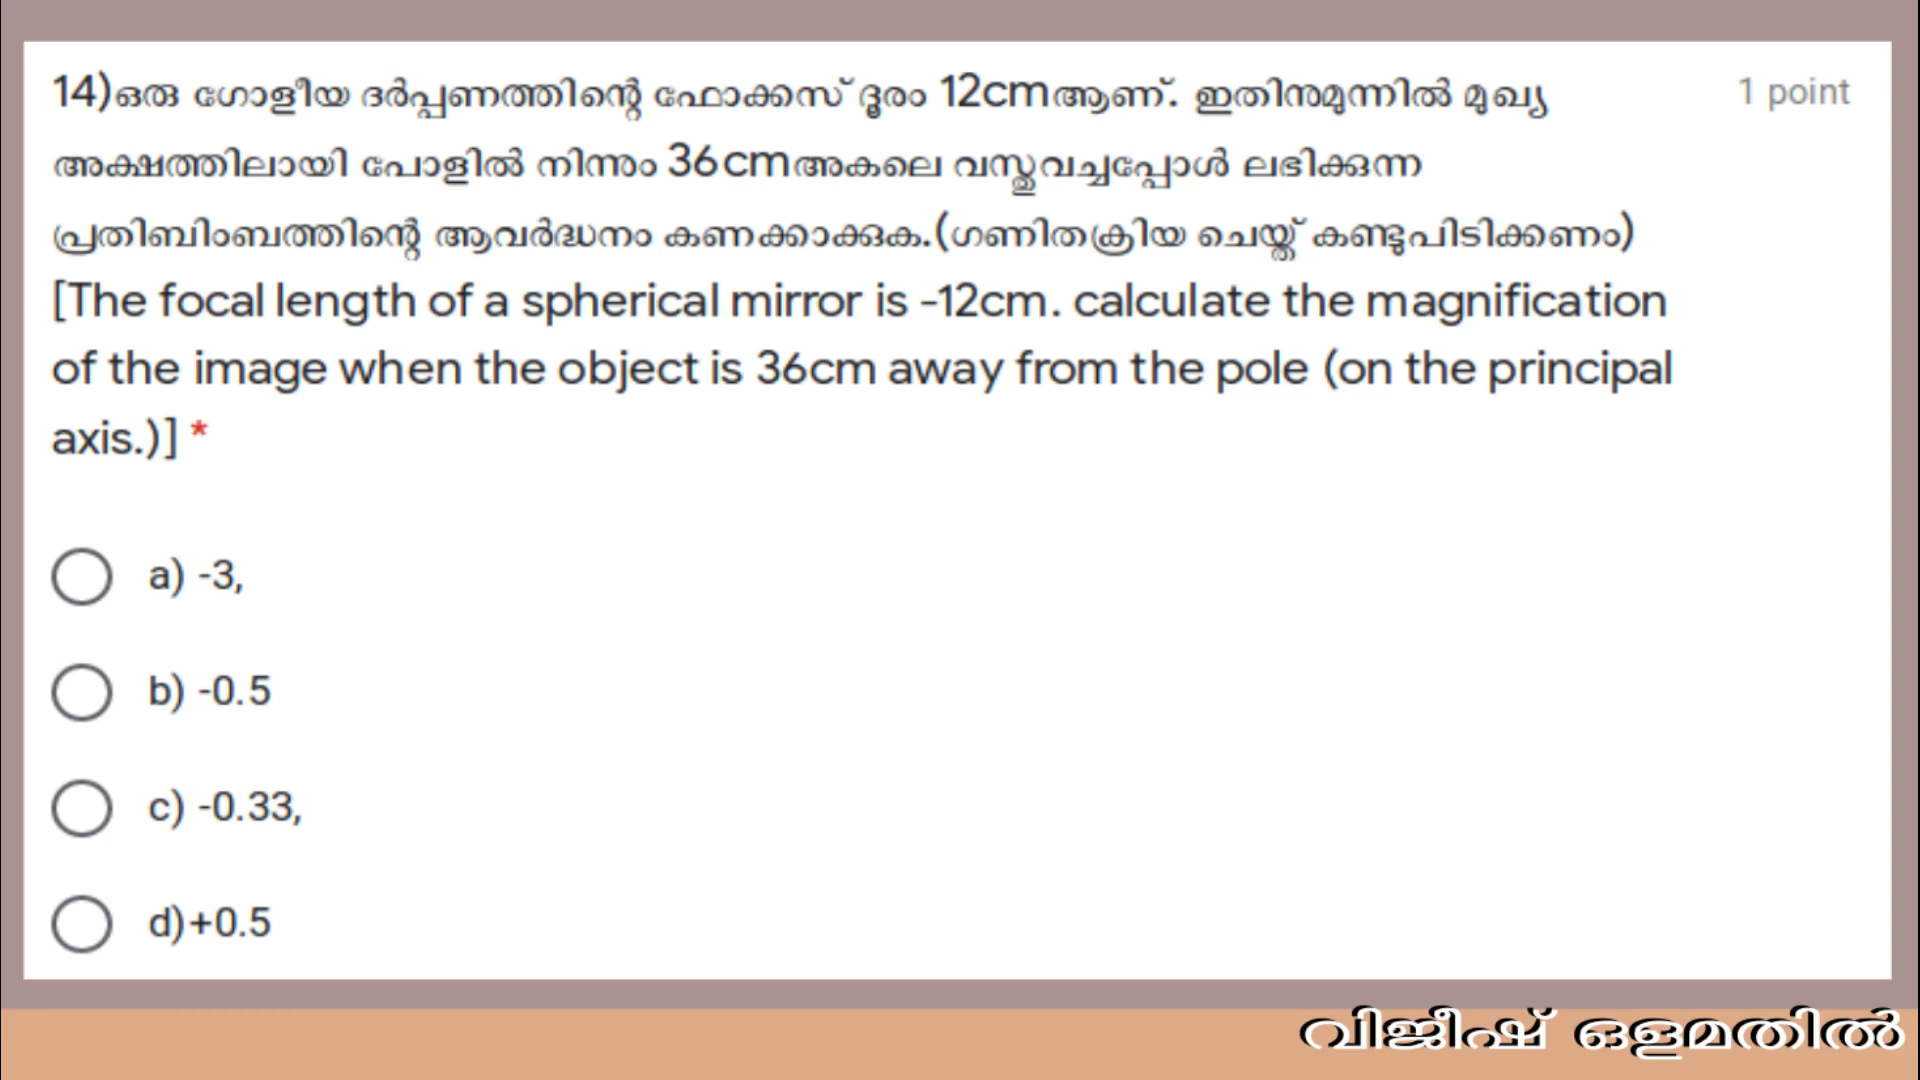 14)ഒരു ഗോളീയ ദർപ്പണത്തിന്റെ ഫോക്കസ് ദൂരം 12cmആണ്. ഇതിനുമുന്നിൽ മുഖ്യ
1 point
അക്ഷത്തിലായി പോളിൽ നിന്നും 36cmഅകലെ വസ്തുവച്ചപ്പോൾ ലഭിക്കുന്ന
പ്രതിബിംബത്തിന്റെ ആവർദ്ധനം കണക്കാക്കുക.(ഗണിതക്രിയ ചെയ്ത് കണ്ടുപിടിക്കണം)
[The focal length of a spherical mirror is -12cm. calculate the magnification
of the image when the object is 36cm away from the pole (on the principal
axis.)] *
a) -3,
b) -0.5
c) -0.33,
d)+0.5
വിജീഷ് ഒളമതിൽ